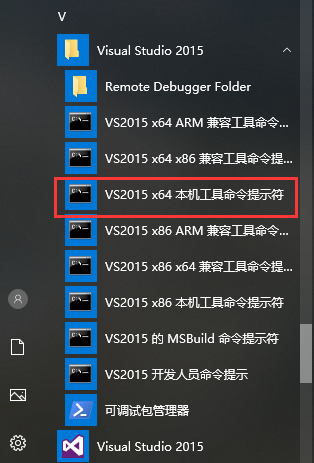 V
Visual Studio 2015
Remote Debugger Folder
VS2015 x64 ARM 兼容工具命令...
VS2015 x64 x86 兼容工具命令提...
VS2015 x64 本机工具命令提示符
VS2015 x86 ARM 兼容工具命令...
VS2015 x86 x64 兼容工具命令提...
VS2015 x86 本机工具命令提示符
VS2015 的 MSBuild 命令提示符
VS2015 开发人员命令提示
可调试包管理器
Visual Studio 2015